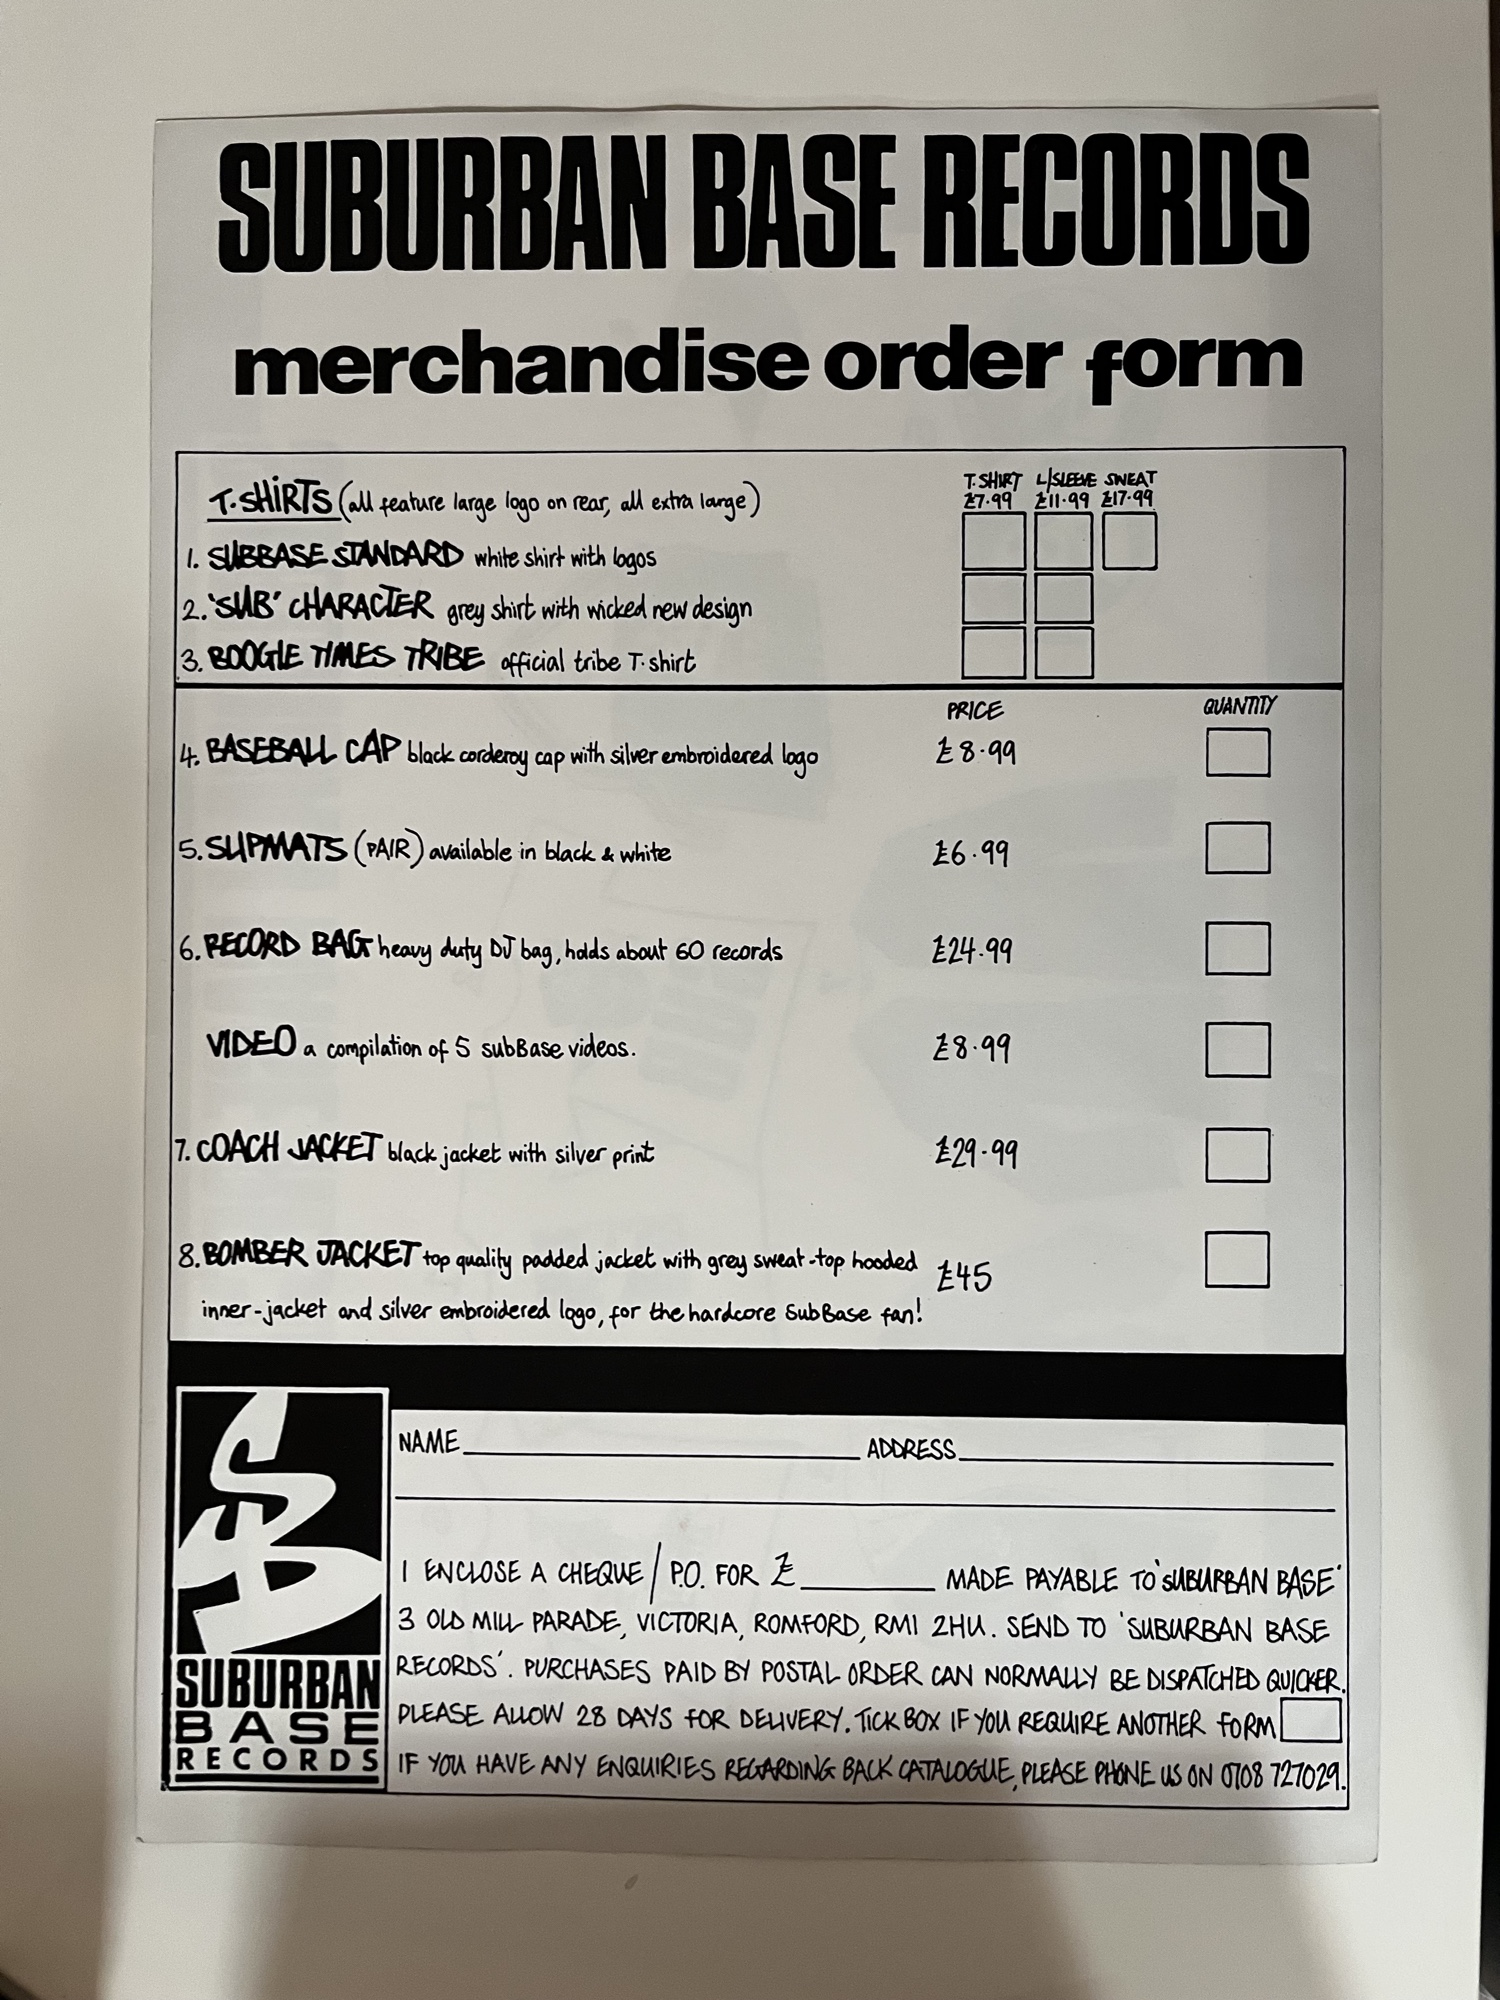 SUBURBAN BASE RECORDS
merchandise order form
T·SHIRTS (all feature large logo on rear, all extra large)
T·SHIRT L/SLEEVE SWEAT
£7·99 £11·99 £17·99
1. SUBBASE STANDARD white shirt with logos
2. 'SUB' CHARACTER grey shirt with wicked new design
3. BOOGIE TIMES TRIBE official tribe T·shirt
PRICE QUANTITY
4. BASEBALL CAP black corderoy cap with silver embroidered logo £8·99
5. SLIPMATS (PAIR) available in black & white £6·99
6. RECORD BAG heavy duty DJ bag, holds about 60 records £24·99
VIDEO a compilation of 5 subBase videos. £8·99
7. COACH JACKET black jacket with silver print £29·99
8. BOMBER JACKET top quality padded jacket with grey sweat-top hooded £45
inner-jacket and silver embroidered logo, for the hardcore SubBase fan!
NAME ADDRESS
I ENCLOSE A CHEQUE / P.O. FOR £ MADE PAYABLE TO 'SUBURBAN BASE'
3 OLD MILL PARADE, VICTORIA, ROMFORD, RM1 2HU. SEND TO 'SUBURBAN BASE
RECORDS'. PURCHASES PAID BY POSTAL ORDER CAN NORMALLY BE DISPATCHED QUICKER.
PLEASE ALLOW 28 DAYS FOR DELIVERY. TICK BOX IF YOU REQUIRE ANOTHER FORM
IF YOU HAVE ANY ENQUIRIES REGARDING BACK CATALOGUE, PLEASE PHONE US ON 0708 727029.
SUBURBAN
BASE
RECORDS